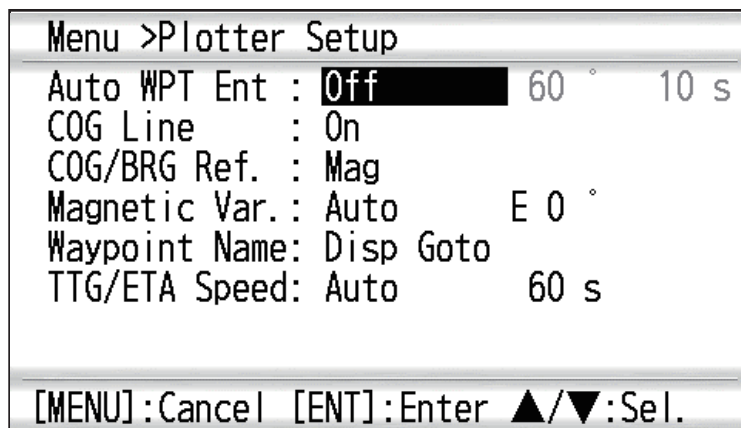 Menu >Plotter Setup
Auto WPT Ent : Off 60 ° 10 s
COG Line : On
COG/BRG Ref. : Mag
Magnetic Var.: Auto E 0 °
Waypoint Name: Disp Goto
TTG/ETA Speed: Auto 60 s
[MENU]:Cancel [ENT]:Enter ▲/▼:Sel.